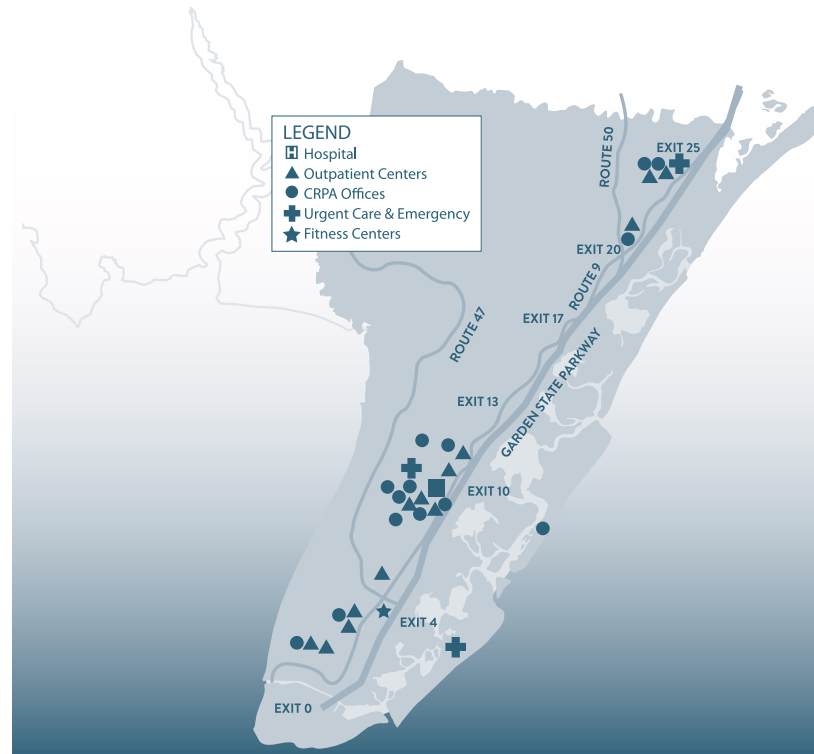 LEGEND
H Hospital
Outpatient Centers
CRPA Offices
Urgent Care & Emergency
Fitness Centers
ROUTE 50
EXIT 25
EXIT 20
ROUTE 9
EXIT 17
ROUTE 47
GARDEN STATE PARKWAY
EXIT 13
EXIT 10
EXIT 4
EXIT 0